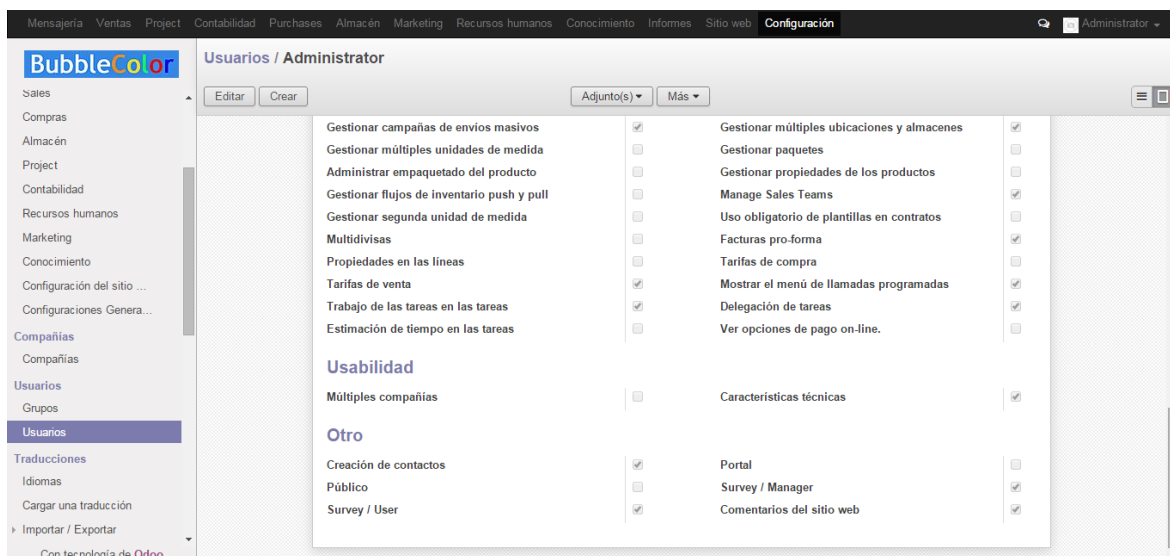 Mensajería Ventas Project Contabilidad Purchases Almacén Marketing Recursos humanos Conocimiento Informes Sitio web Configuración Administrator
BubbleColor
Usuarios / Administrator
Editar Crear Adjunto(s) Más
Sales
Compras
Almacén
Project
Contabilidad
Recursos humanos
Marketing
Conocimiento
Configuración del sitio ...
Configuraciones Genera...
Compañías
Compañías
Usuarios
Grupos
Usuarios
Traducciones
Idiomas
Cargar una traducción
Importar / Exportar
Con tecnología de Odoo
Gestionar campañas de envíos masivos Gestionar múltiples ubicaciones y almacenes
Gestionar múltiples unidades de medida Gestionar paquetes
Administrar empaquetado del producto Gestionar propiedades de los productos
Gestionar flujos de inventario push y pull Manage Sales Teams
Gestionar segunda unidad de medida Uso obligatorio de plantillas en contratos
Multidivisas Facturas pro-forma
Propiedades en las líneas Tarifas de compra
Tarifas de venta Mostrar el menú de llamadas programadas
Trabajo de las tareas en las tareas Delegación de tareas
Estimación de tiempo en las tareas Ver opciones de pago on-line.
Usabilidad
Múltiples compañías Características técnicas
Otro
Creación de contactos Portal
Público Survey / Manager
Survey / User Comentarios del sitio web